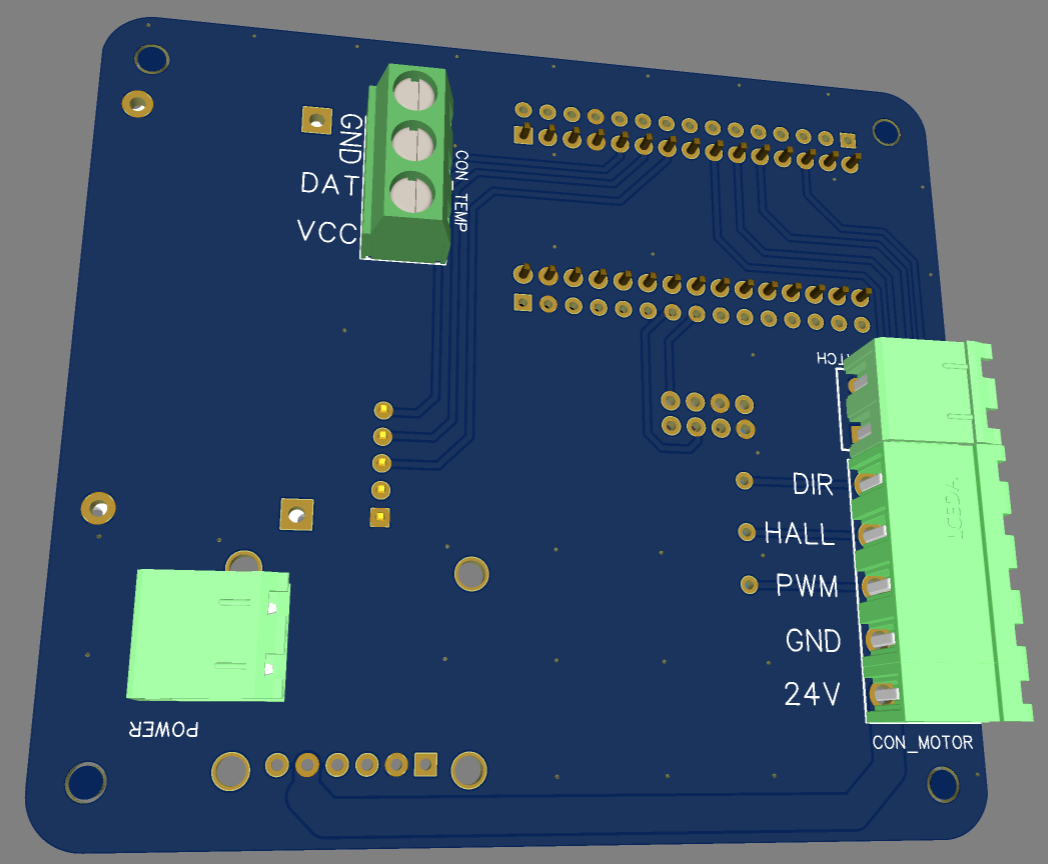 GND
DAT
VCC
CON_TEMP
DIR
HALL
PWM
GND
24V
CON_MOTOR
POWER